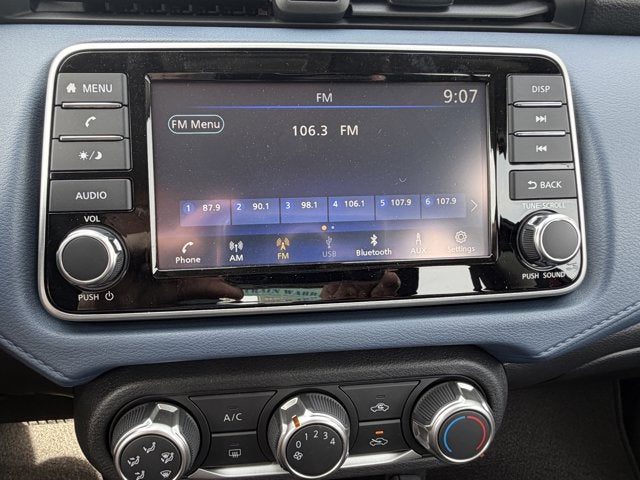 MENU
DISP
FM
9:07
FM Menu
106.3 FM
AUDIO
BACK
1 87.9 2 90.1 3 98.1 4 106.1 5 107.9 6 107.9
VOL
TUNE·SCROLL
Phone AM FM USB Bluetooth AUX Settings
PUSH
PUSH SOUND
A/C
0 1 2 3 4